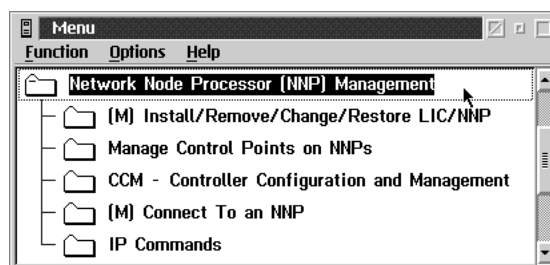 Menu
Function Options Help
Network Node Processor (NNP) Management
(M) Install/Remove/Change/Restore LIC/NNP
Manage Control Points on NNPs
CCM - Controller Configuration and Management
(M) Connect To an NNP
IP Commands